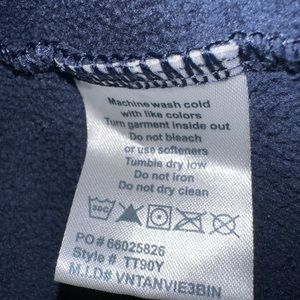 Machine wash cold
with like colors
Turn garment inside out
Do not bleach
or use softeners
Tumble dry low
Do not iron
Do not dry clean
30C
PO# 66025826
Style # TT90Y
M.I.D# VNTANVIE3BIN